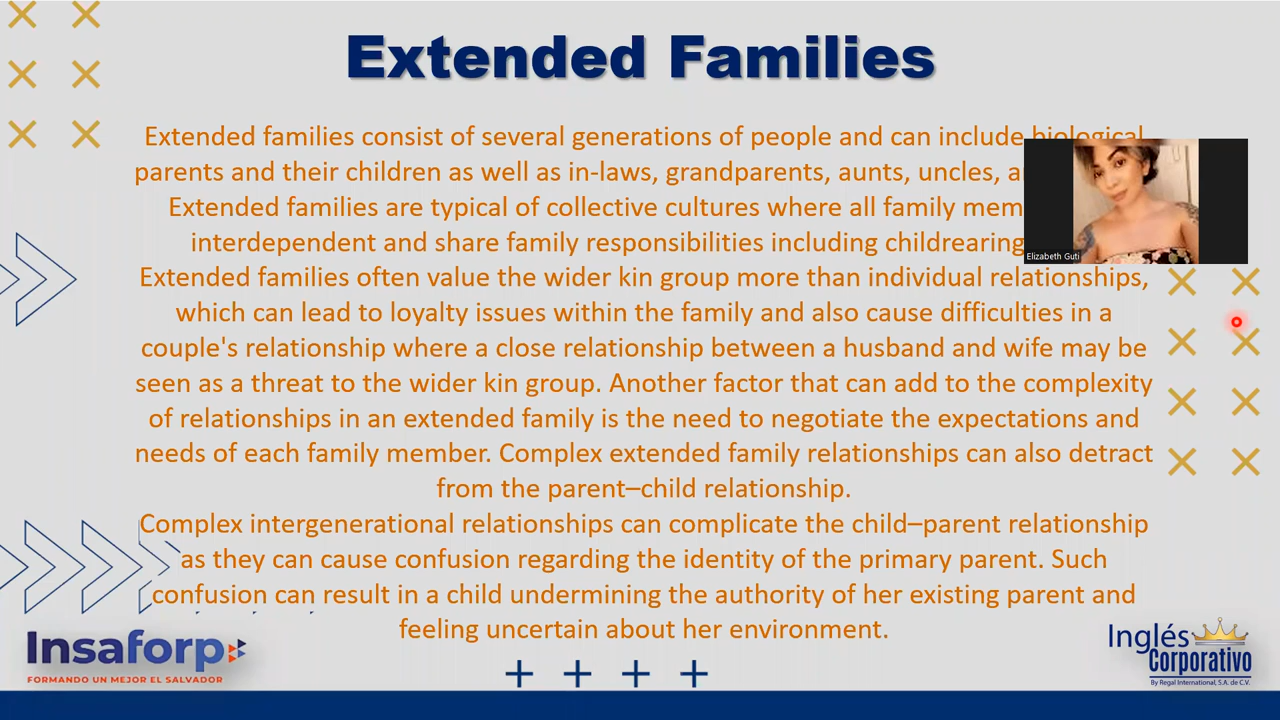 Extended Families
Extended families consist of several generations of people and can include biological
parents and their children as well as in-laws, grandparents, aunts, uncles,
Extended families are typical of collective cultures where all family
interdependent and share family responsibilities including childrearing
Extended families often value the wider kin group more than individual relationships,
which can lead to loyalty issues within the family and also cause difficulties in a
couple's relationship where a close relationship between a husband and wife may be
seen as a threat to the wider kin group. Another factor that can add to the complexity
of relationships in an extended family is the need to negotiate the expectations and
needs of each family member. Complex extended family relationships can also detract
from the parent–child relationship.
Complex intergenerational relationships can complicate the child–parent relationship
as they can cause confusion regarding the identity of the primary parent. Such
confusion can result in a child undermining the authority of her existing parent and
feeling uncertain about her environment.
Elizabeth Guti
Insaforp
FORMANDO UN MEJOR EL SALVADOR
Inglés
Corporativo
By Regal International, S.A. de C.V.